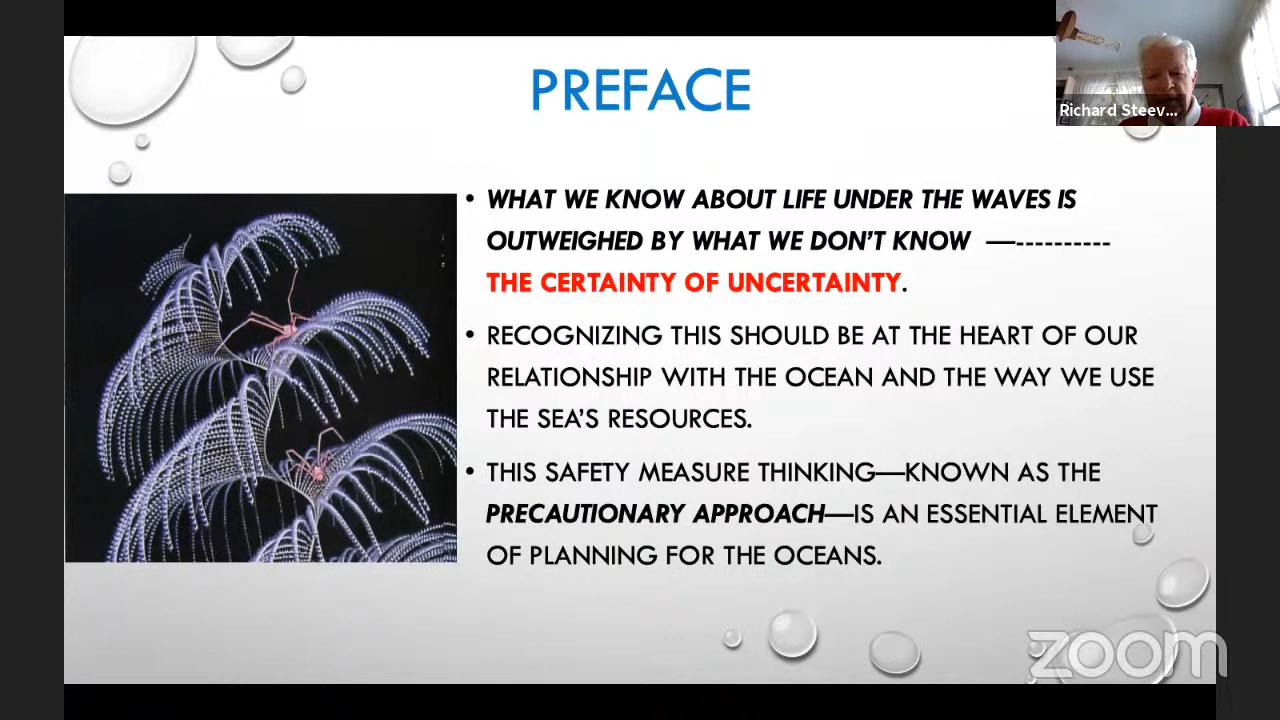 PREFACE
Richard Steev...
• WHAT WE KNOW ABOUT LIFE UNDER THE WAVES IS
OUTWEIGHED BY WHAT WE DON'T KNOW —----------
THE CERTAINTY OF UNCERTAINTY.
• RECOGNIZING THIS SHOULD BE AT THE HEART OF OUR
RELATIONSHIP WITH THE OCEAN AND THE WAY WE USE
THE SEA'S RESOURCES.
• THIS SAFETY MEASURE THINKING—KNOWN AS THE
PRECAUTIONARY APPROACH—IS AN ESSENTIAL ELEMENT
OF PLANNING FOR THE OCEANS.
zoom